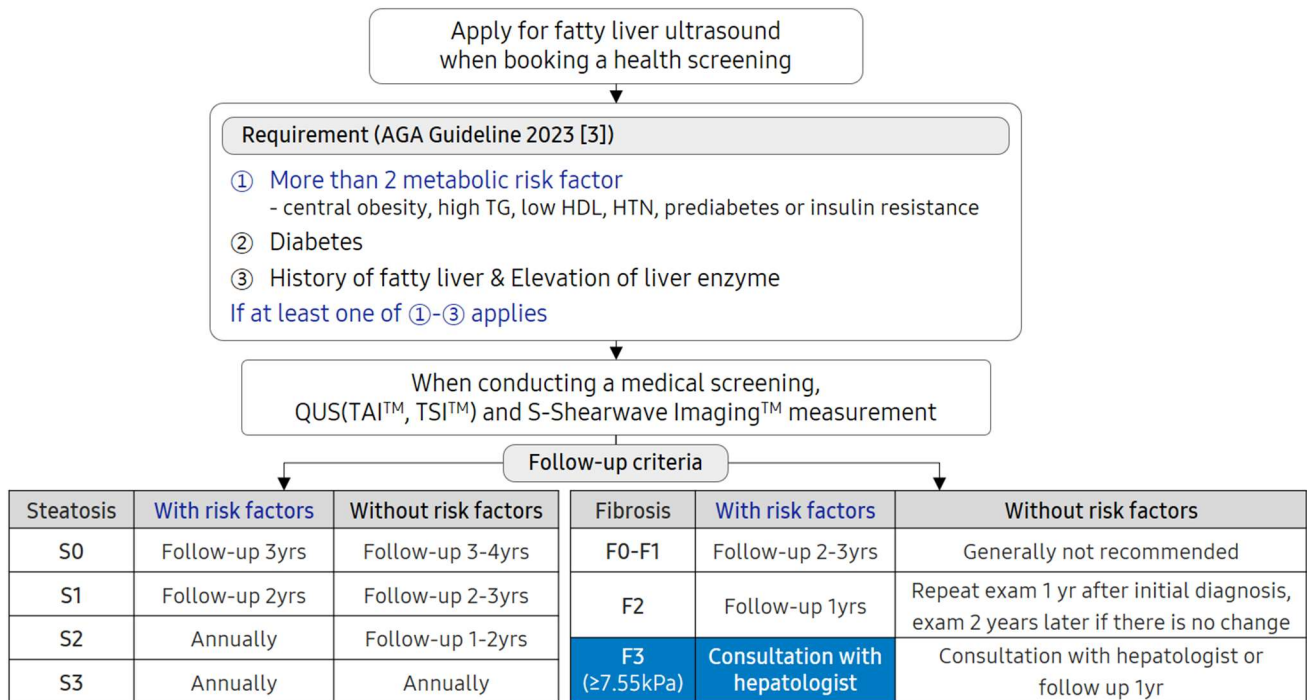 Apply for fatty liver ultrasound
when booking a health screening
Requirement (AGA Guideline 2023 [3])
① More than 2 metabolic risk factor
- central obesity, high TG, low HDL, HTN, prediabetes or insulin resistance
② Diabetes
③ History of fatty liver & Elevation of liver enzyme
If at least one of ①-③ applies
When conducting a medical screening,
QUS(TAI™, TSI™) and S-Shearwave Imaging™ measurement
Follow-up criteria
Steatosis With risk factors Without risk factors
S0 Follow-up 3yrs Follow-up 3-4yrs
S1 Follow-up 2yrs Follow-up 2-3yrs
S2 Annually Follow-up 1-2yrs
S3 Annually Annually
Fibrosis With risk factors Without risk factors
F0-F1 Follow-up 2-3yrs Generally not recommended
F2 Follow-up 1yrs Repeat exam 1 yr after initial diagnosis,
exam 2 years later if there is no change
F3 Consultation with Consultation with hepatologist or
(≥7.55kPa) hepatologist follow up 1yr